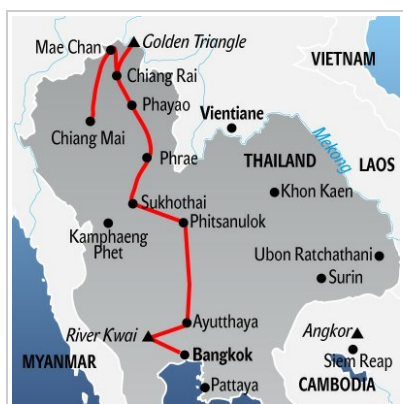 Mae Chan
Golden Triangle
VIETNAM
Chiang Rai
Phayao
Vientiane
Chiang Mai
Mekong
Phrae
THAILAND
LAOS
Khon Kaen
Sukhothai
Phitsanulok
Kamphaeng
Phet
Ubon Ratchathani
Surin
Ayutthaya
River Kwai
Angkor
Bangkok
Siem Reap
MYANMAR
Pattaya
CAMBODIA